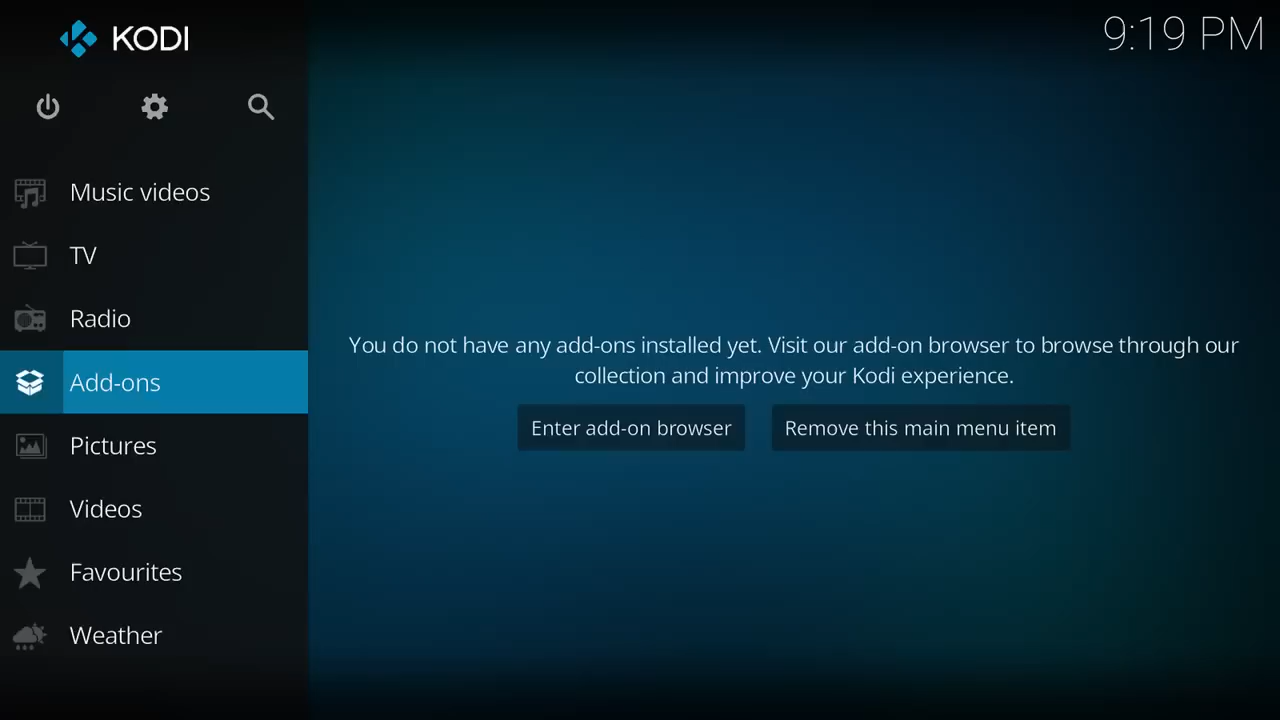 KODI
9:19 PM
Music videos
TV
Radio
Add-ons
Pictures
Videos
Favourites
Weather
You do not have any add-ons installed yet. Visit our add-on browser to browse through our
collection and improve your Kodi experience.
Enter add-on browser
Remove this main menu item